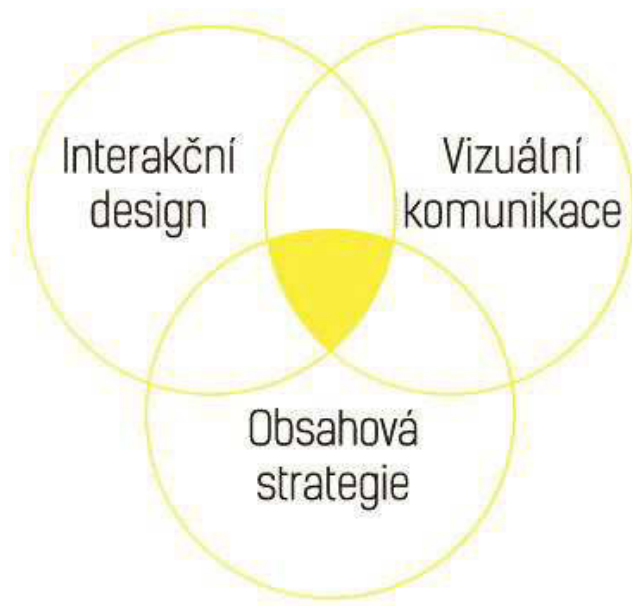 Interakční
design
Vizuální
komunikace
Obsahová
strategie